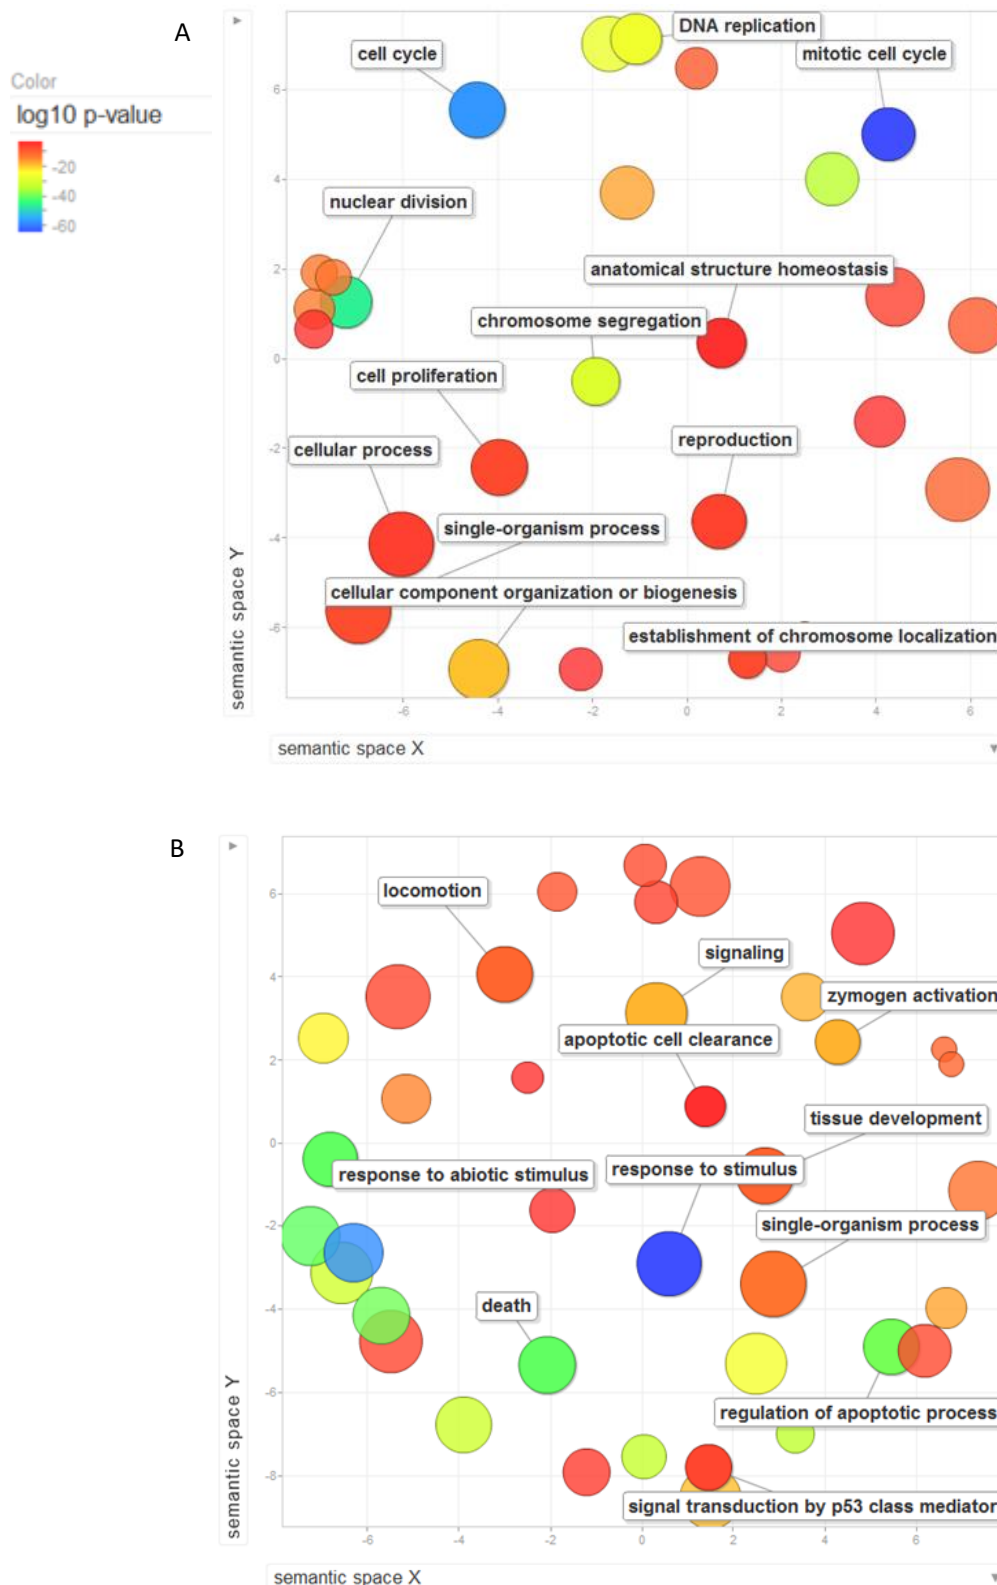 A
Color
log10 p-value
-20
-40
-60
DNA replication
cell cycle
mitotic cell cycle
nuclear division
anatomical structure homeostasis
chromosome segregation
cell proliferation
cellular process
reproduction
single-organism process
cellular component organization or biogenesis
establishment of chromosome localization
6
4
2
0
-2
-4
-6
semantic space Y
-6 -4 -2 0 2 4 6
semantic space X
B
locomotion
signaling
zymogen activation
apoptotic cell clearance
tissue development
response to abiotic stimulus
response to stimulus
single-organism process
death
regulation of apoptotic process
signal transduction by p53 class mediator
6
4
2
0
-2
-4
-6
-8
semantic space Y
-6 -4 -2 0 2 4 6
semantic space X